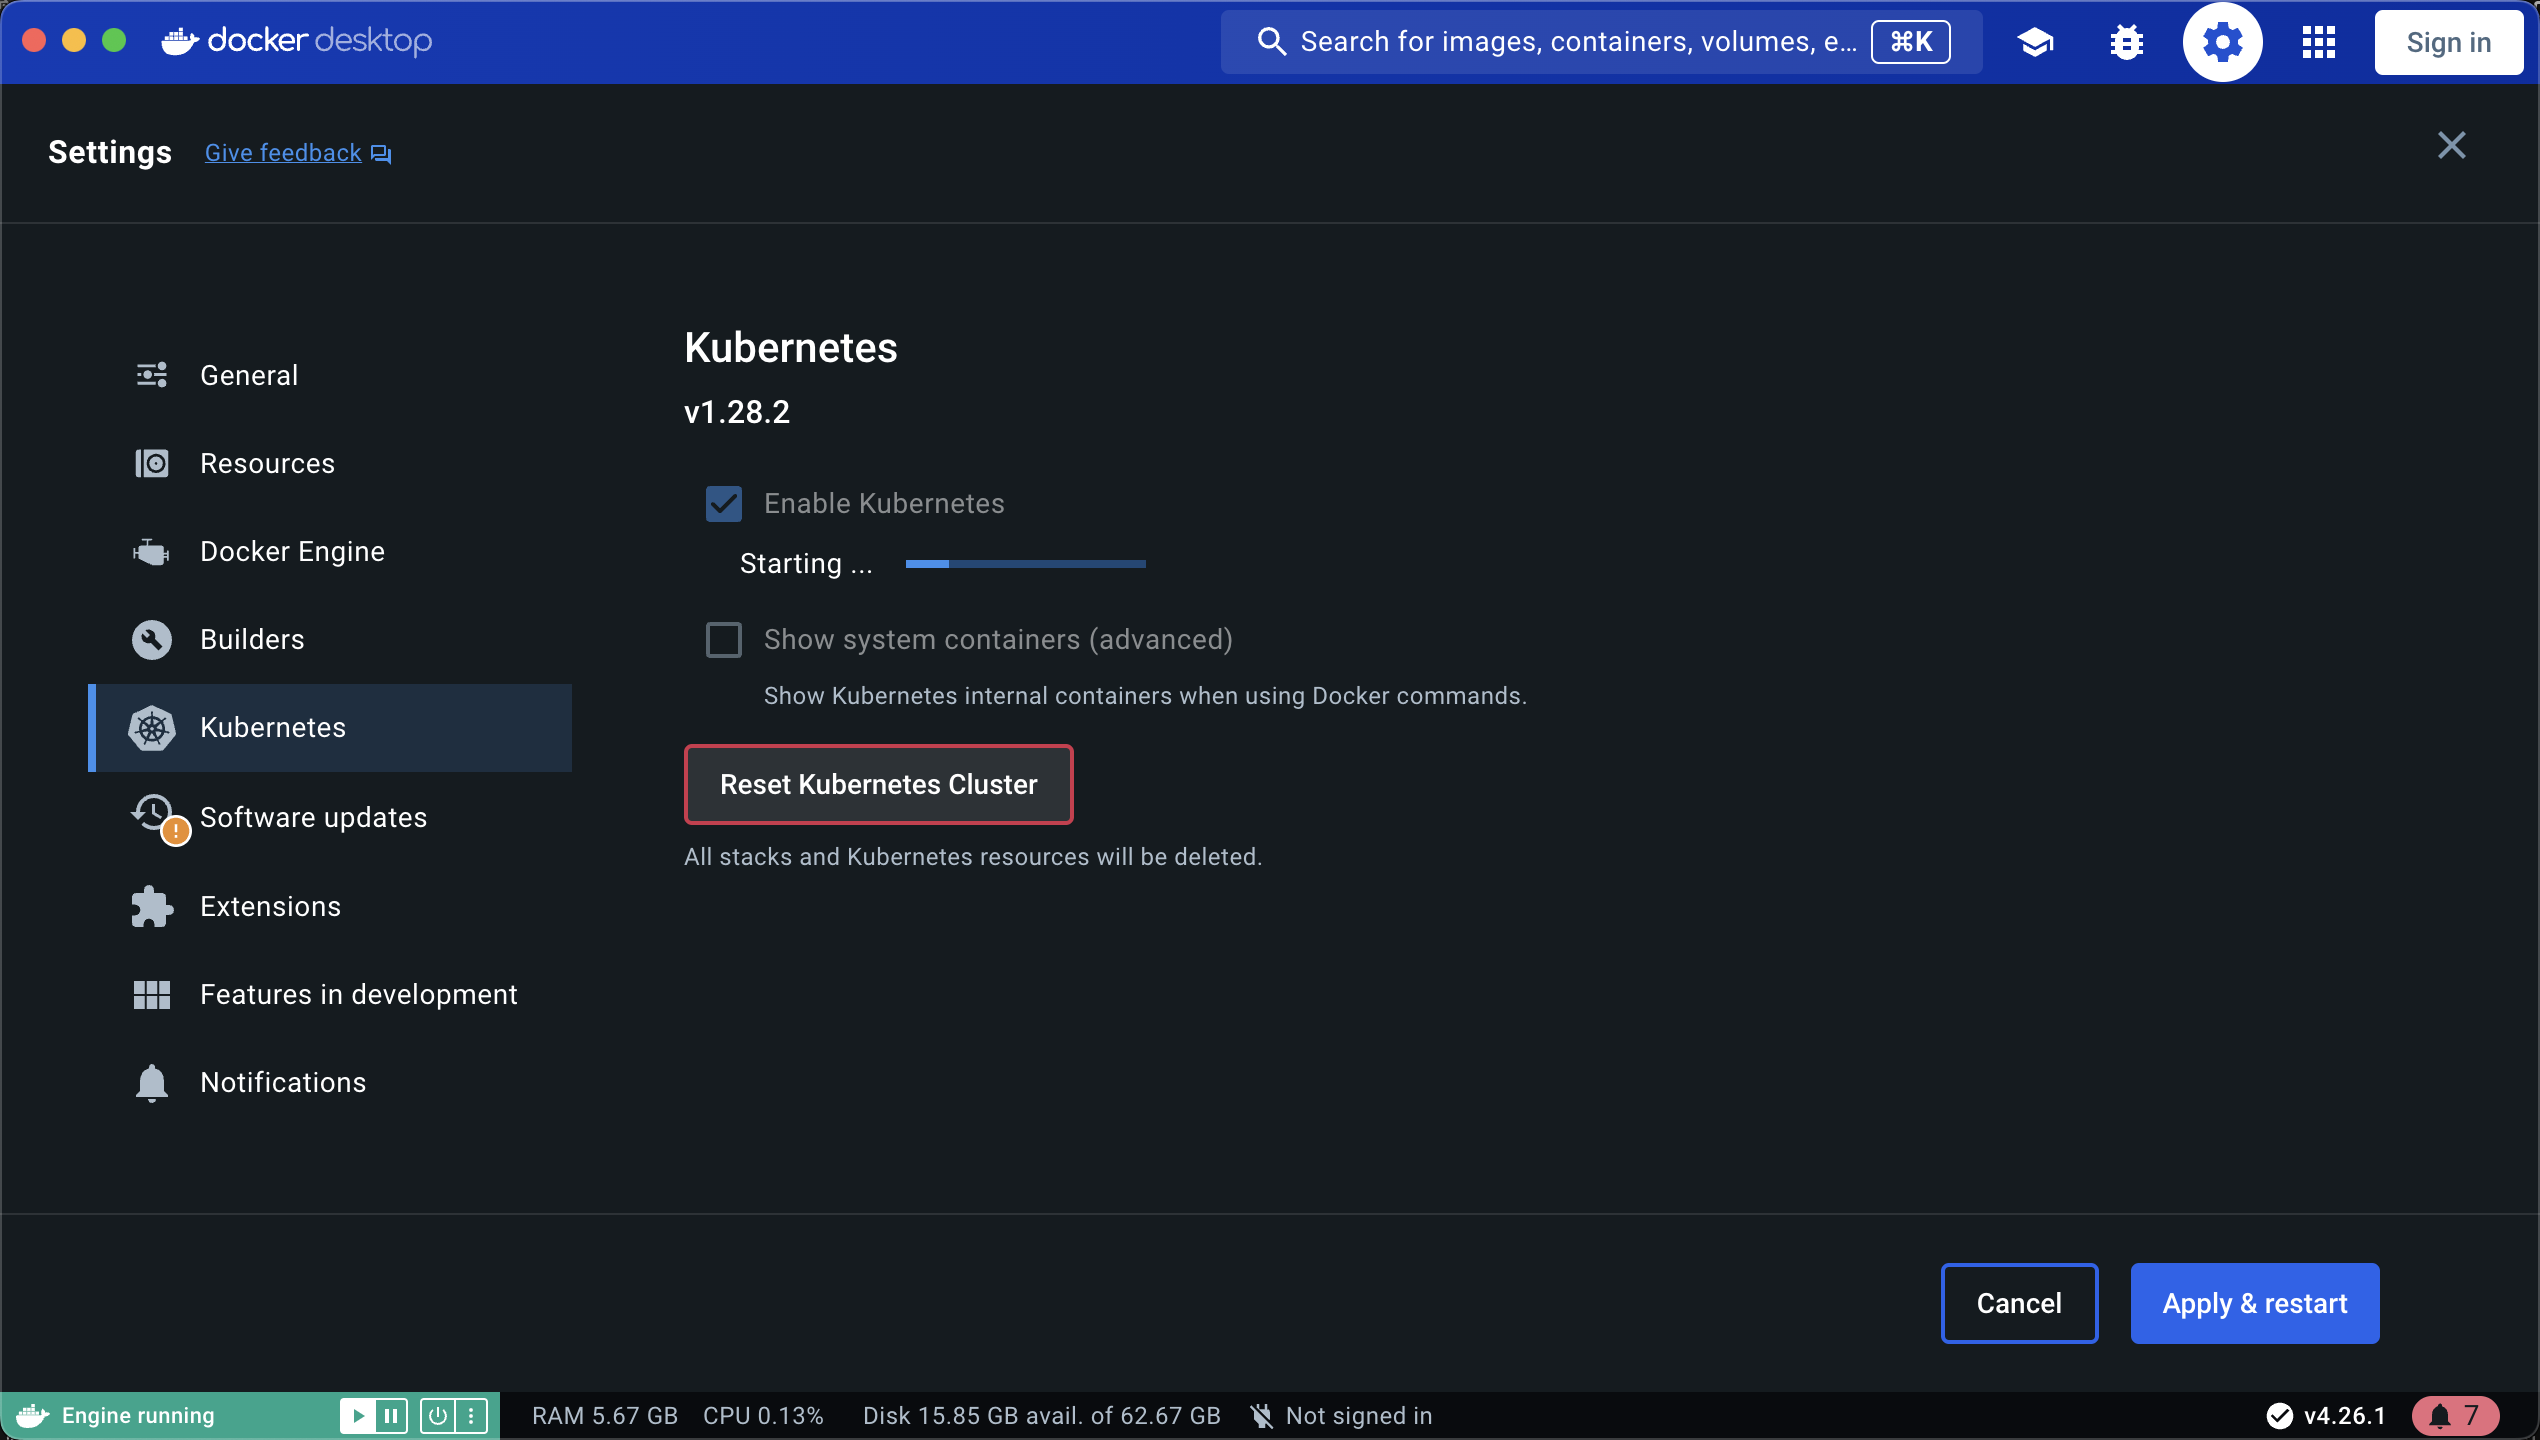 docker desktop
Search for images, containers, volumes, e...
⌘K
Sign in
Settings
Give feedback
General
Resources
Docker Engine
Builders
Kubernetes
Software updates
Extensions
Features in development
Notifications
Kubernetes
v1.28.2
Enable Kubernetes
Starting ...
Show system containers (advanced)
Show Kubernetes internal containers when using Docker commands.
Reset Kubernetes Cluster
All stacks and Kubernetes resources will be deleted.
Cancel
Apply & restart
Engine running
RAM 5.67 GB CPU 0.13% Disk 15.85 GB avail. of 62.67 GB Not signed in
v4.26.1
7